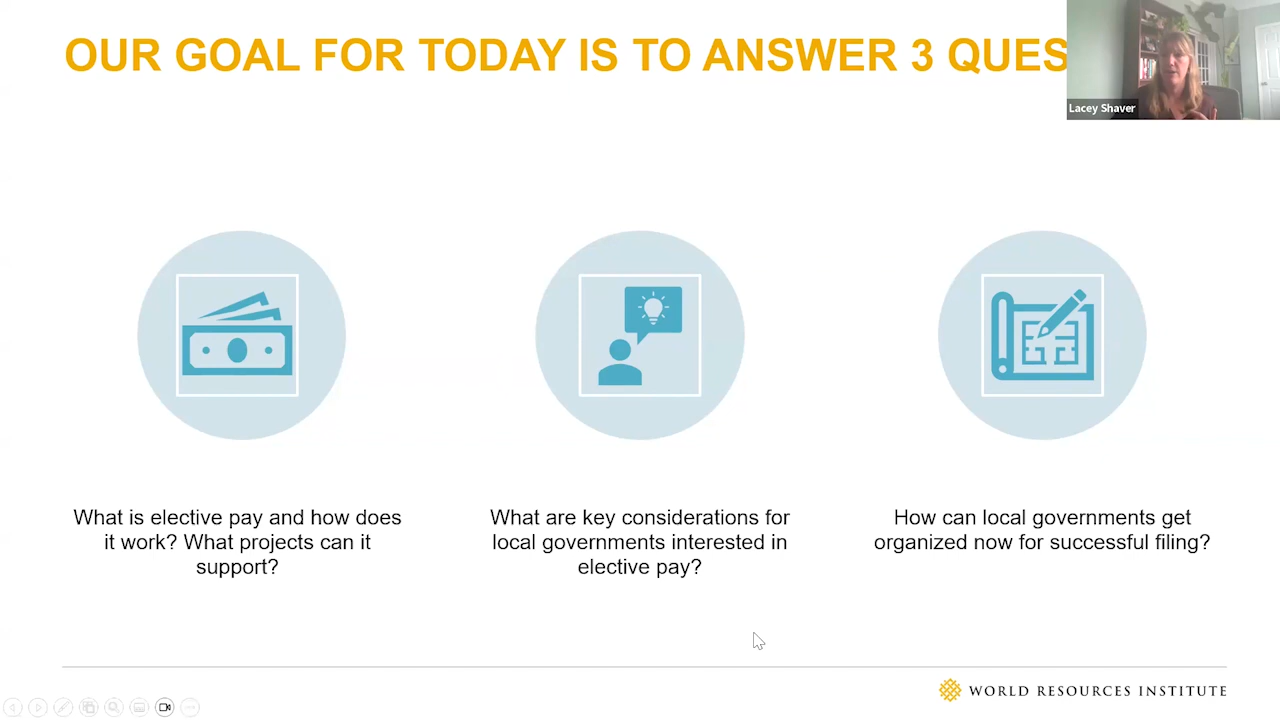 OUR GOAL FOR TODAY IS TO ANSWER 3 QUES
Lacey Shaver
What is elective pay and how does
it work? What projects can it
support?
What are key considerations for
local governments interested in
elective pay?
How can local governments get
organized now for successful filing?
WORLD RESOURCES INSTITUTE